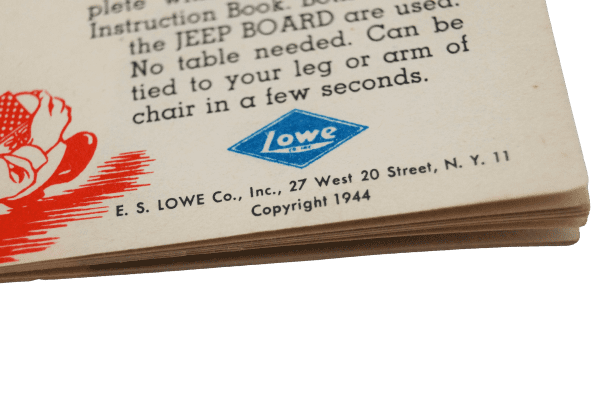 plete
Instruction Book.
the JEEP BOARD are used.
No table needed. Can be
tied to your leg or arm of
chair in a few seconds.
Lowe
E. S. LOWE Co., Inc., 27 West 20 Street, N. Y. 11
Copyright 1944